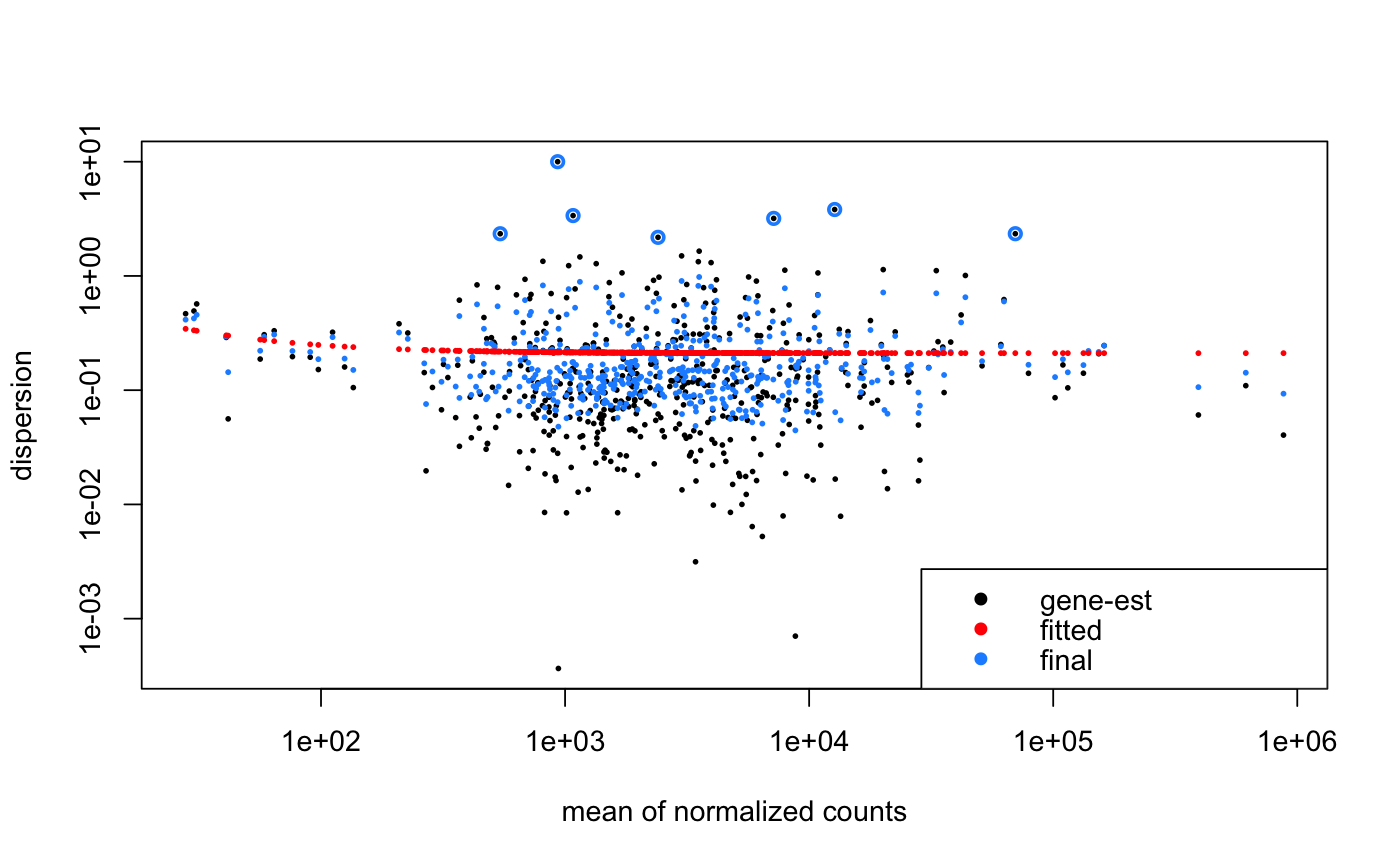 1e+01
1e+00
1e-01
1e-02
1e-03
dispersion
gene-est
fitted
final
1e+02
1e+03
1e+04
1e+05
1e+06
mean of normalized counts